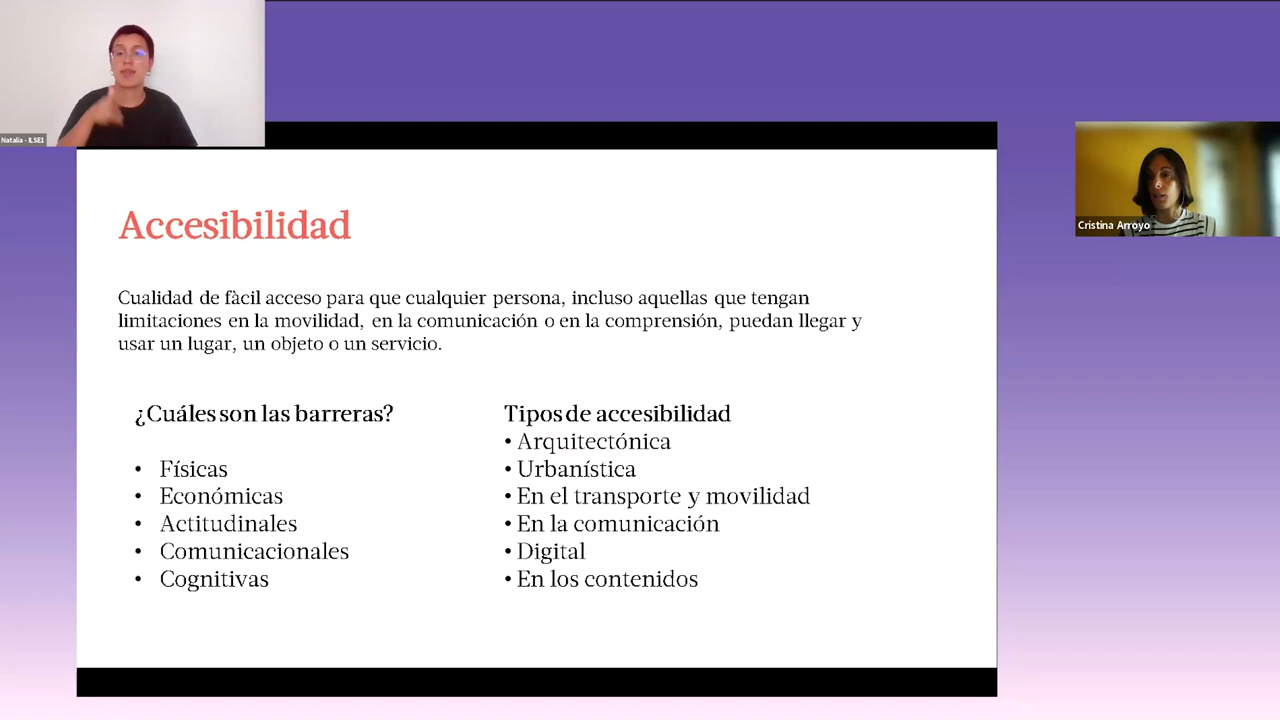 Natalia - ILSE1
Cristina Arroyo
Accesibilidad
Cualidad de fàcil acceso para que cualquier persona, incluso aquellas que tengan
limitaciones en la movilidad, en la comunicación o en la comprensión, puedan llegar y
usar un lugar, un objeto o un servicio.
¿Cuáles son las barreras?
• Físicas
• Económicas
• Actitudinales
• Comunicacionales
• Cognitivas
Tipos de accesibilidad
• Arquitectónica
• Urbanística
• En el transporte y movilidad
• En la comunicación
• Digital
• En los contenidos